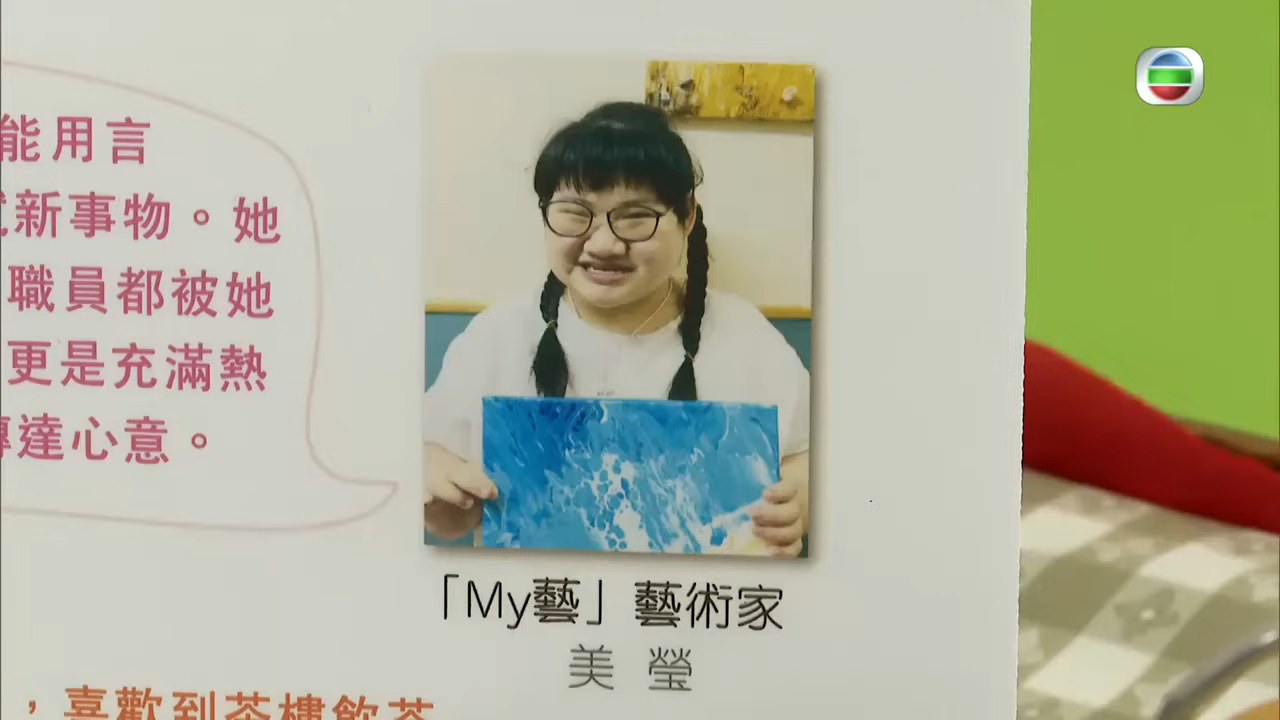 能用言
新事物。她
職員都被她
更是充滿熱
達心意。
「My藝」藝術家
美瑩
，喜歡到茶樓飲茶